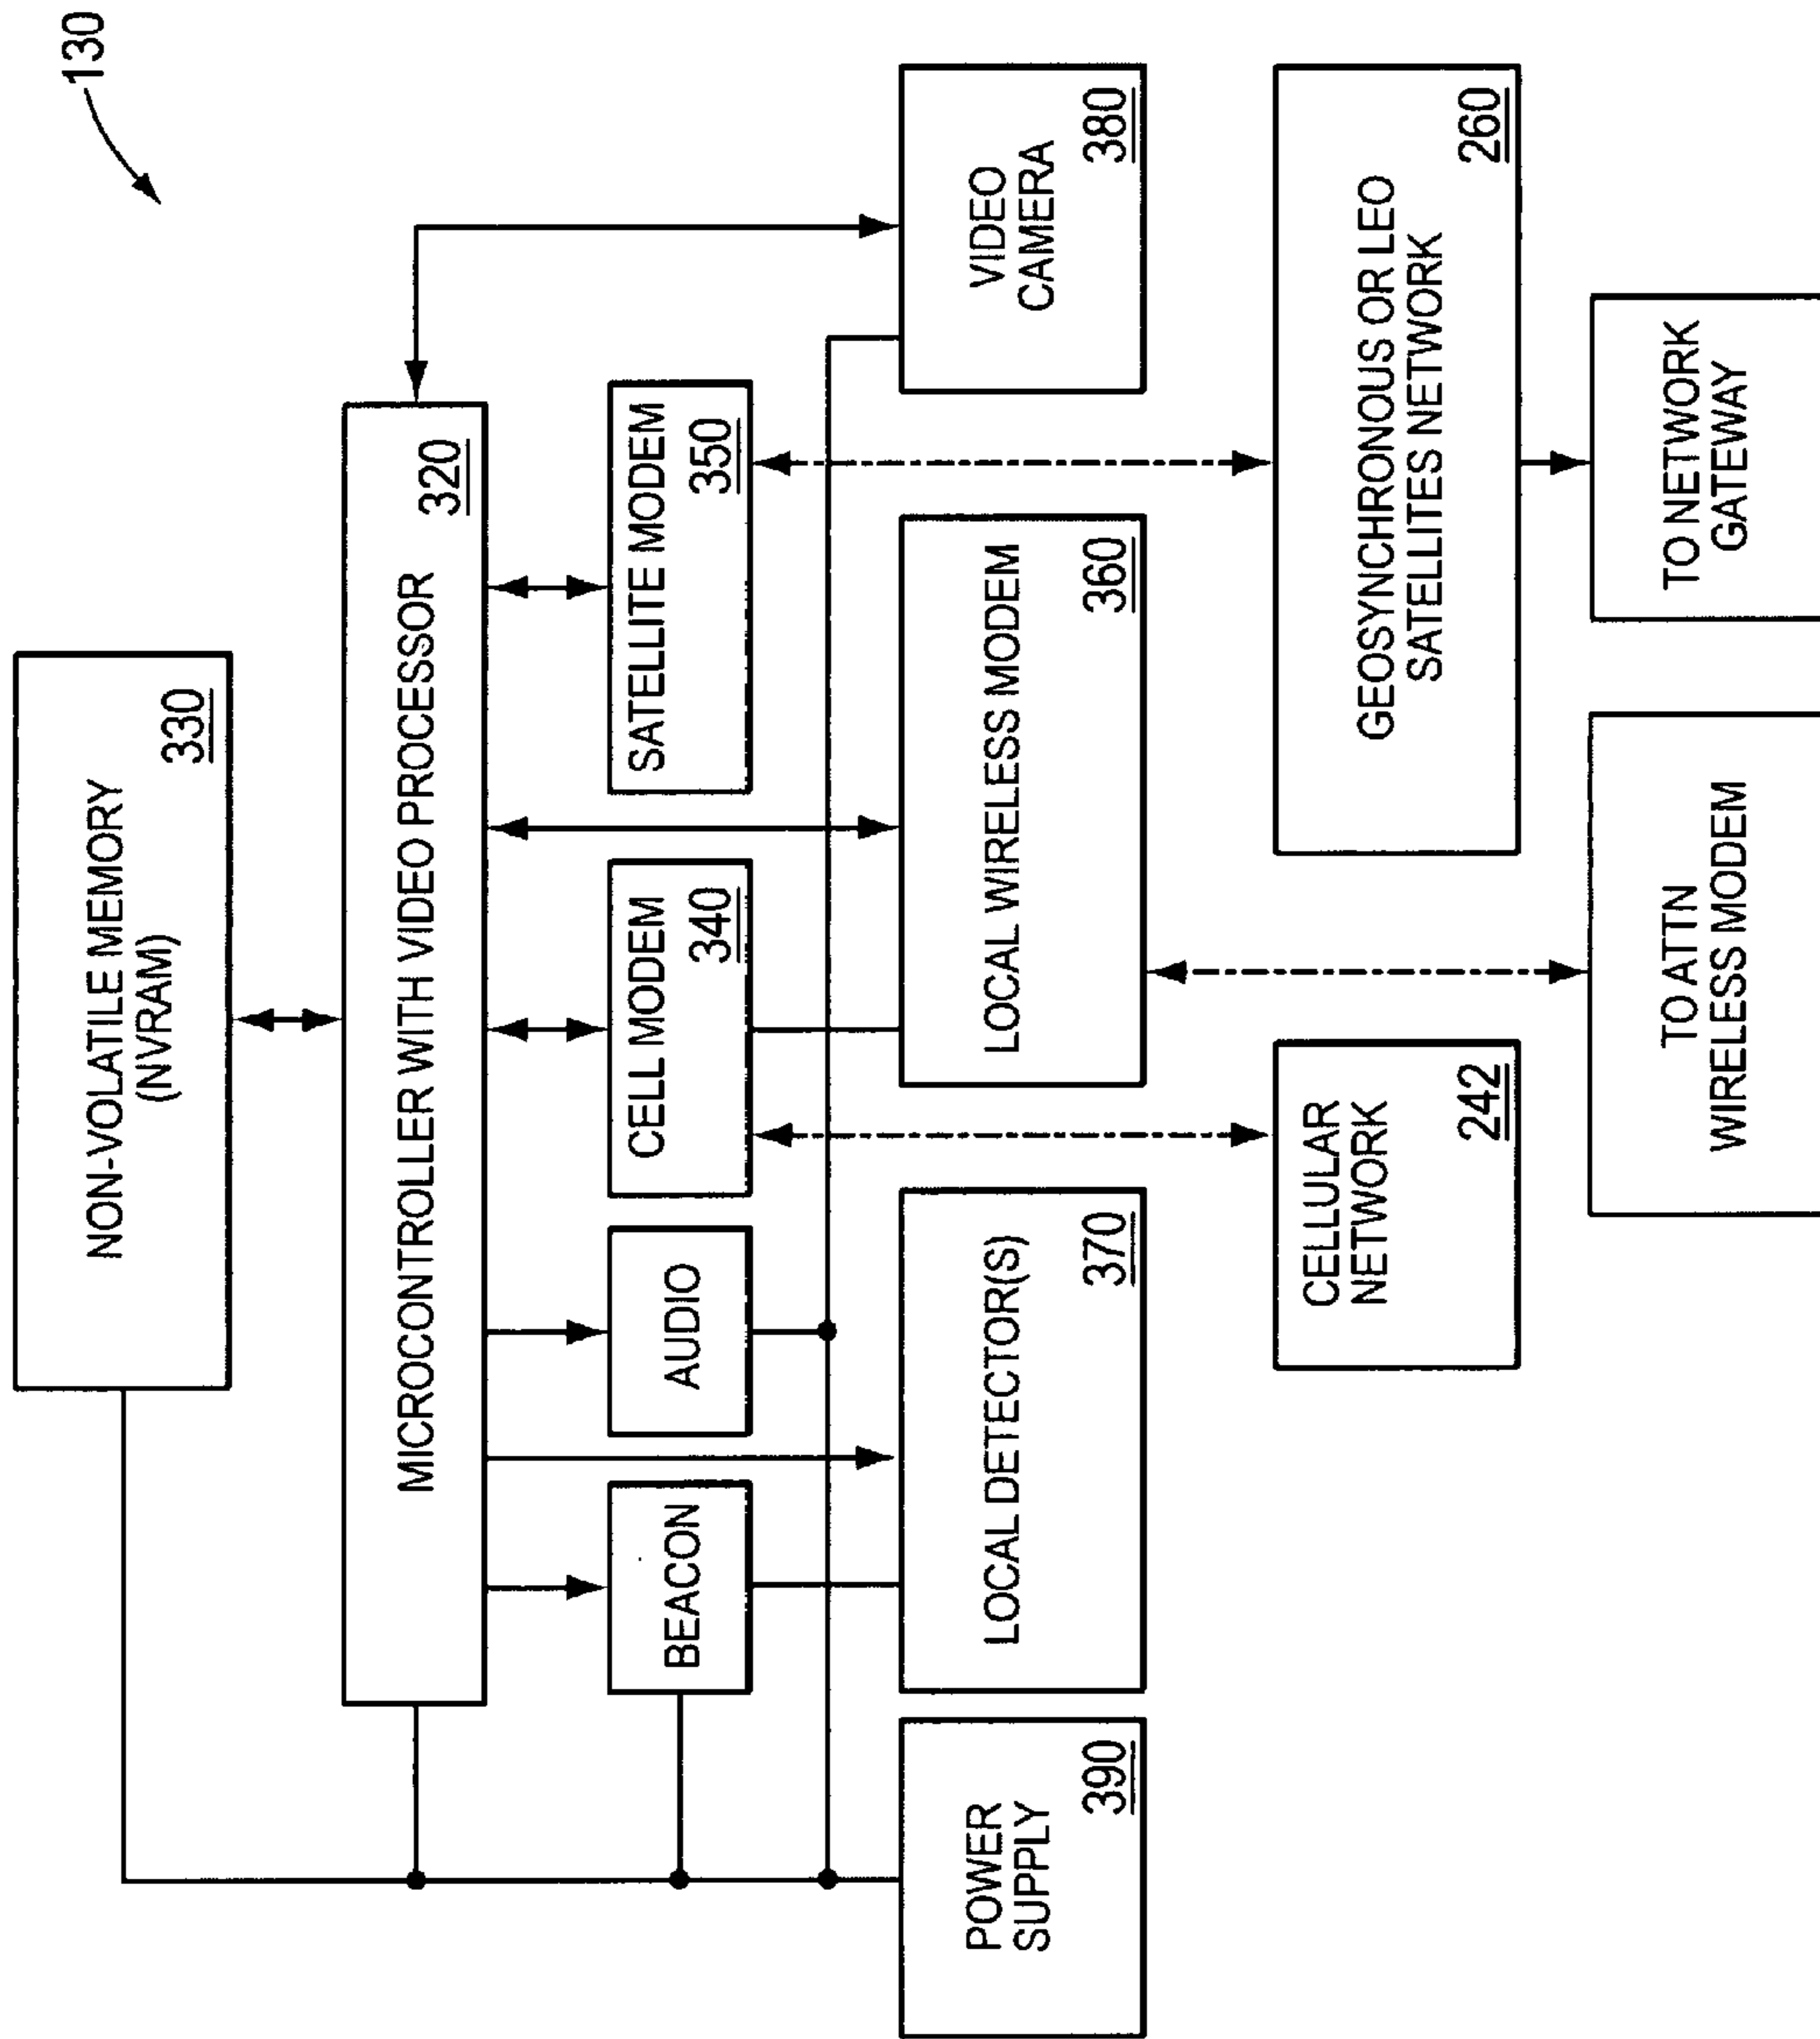 130
NON-VOLATILE MEMORY
(NVRAM)
330
MICROCONTROLLER WITH VIDEO PROCESSOR
320
BEACON
AUDIO
CELL MODEM
340
SATELLITE MODEM
350
POWER
SUPPLY
390
LOCAL DETECTOR(S)
370
LOCAL WIRELESS MODEM
360
VIDEO
CAMERA
380
CELLULAR
NETWORK
242
GEOSYNCHRONOUS OR LEO
SATELLITES NETWORK
260
TO ATTN
WIRELESS MODEM
TO NETWORK
GATEWAY